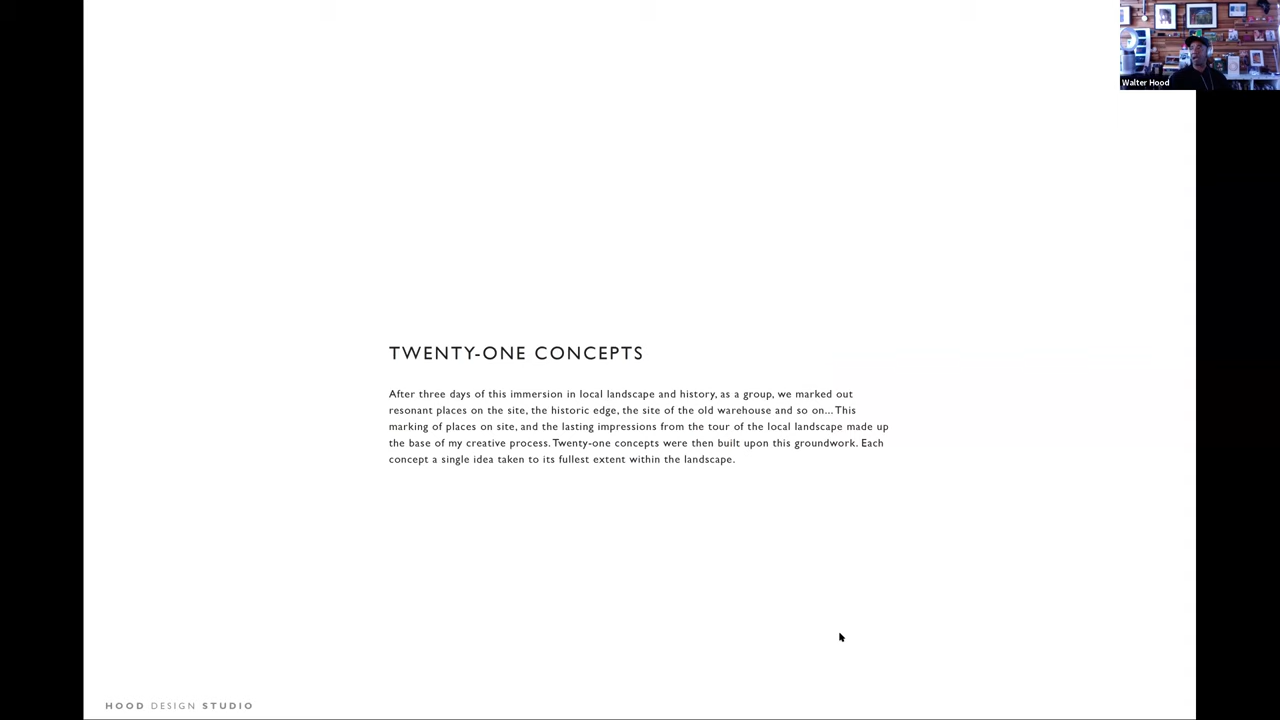 Walter Hood
TWENTY-ONE CONCEPTS
After three days of this immersion in local landscape and history, as a group, we marked out
resonant places on the site, the historic edge, the site of the old warehouse and so on... This
marking of places on site, and the lasting impressions from the tour of the local landscape made up
the base of my creative process. Twenty-one concepts were then built upon this groundwork. Each
concept a single idea taken to its fullest extent within the landscape.
HOOD DESIGN STUDIO